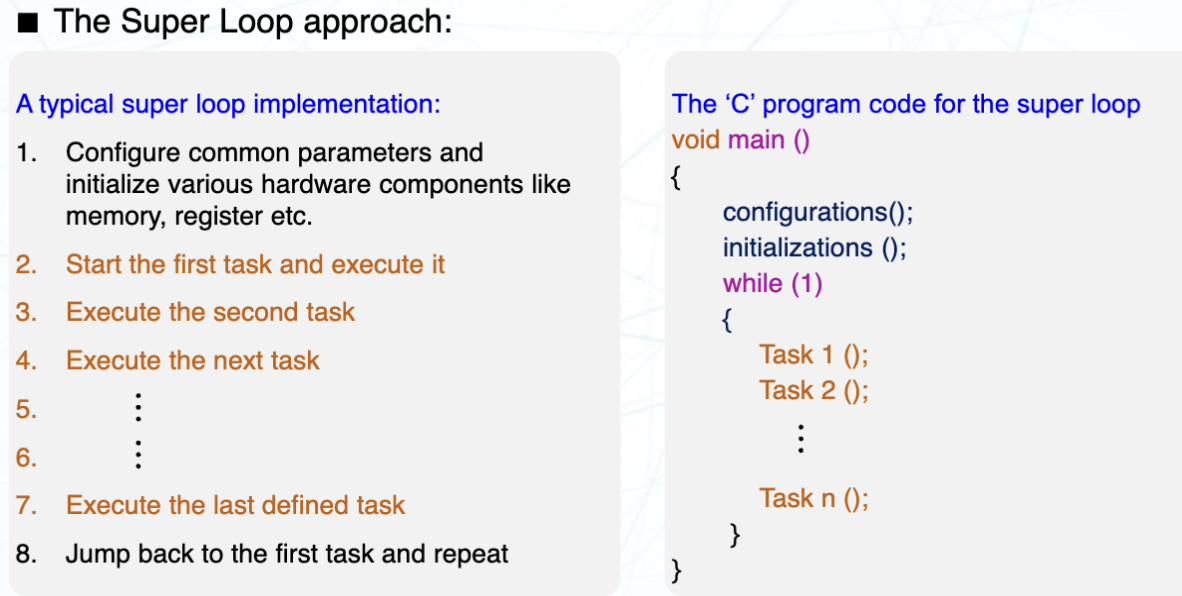 ■ The Super Loop approach:
A typical super loop implementation:
1. Configure common parameters and
initialize various hardware components like
memory, register etc.
2. Start the first task and execute it
3. Execute the second task
4. Execute the next task
5. ⋮
6. ⋮
7. Execute the last defined task
8. Jump back to the first task and repeat
The ‘C’ program code for the super loop
void main ()
{
configurations();
initializations ();
while (1)
{
Task 1 ();
Task 2 ();
⋮
Task n ();
}
}